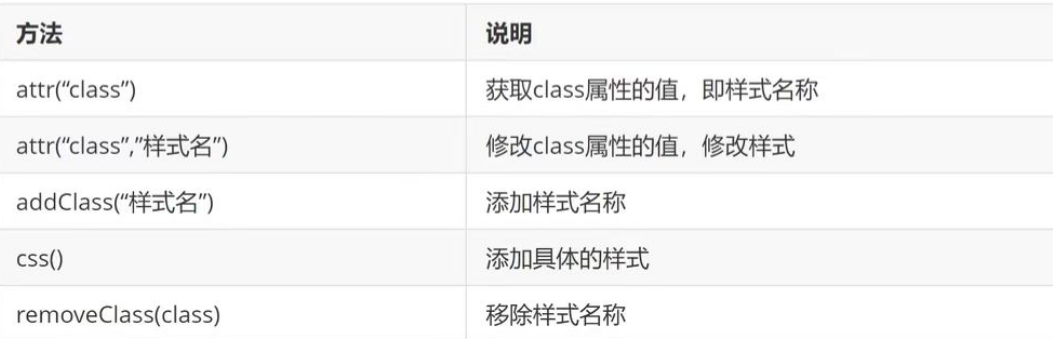 方法 说明
attr(“class”) 获取class属性的值，即样式名称
attr(“class”,”样式名”) 修改class属性的值，修改样式
addClass(“样式名”) 添加样式名称
css() 添加具体的样式
removeClass(class) 移除样式名称